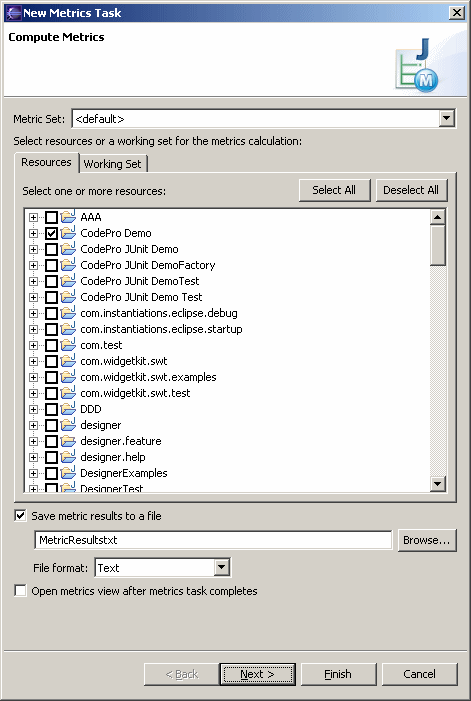 New Metrics Task
Compute Metrics
J
M
Metric Set: <default>
Select resources or a working set for the metrics calculation:
Resources Working Set
Select one or more resources: Select All Deselect All
AAA
CodePro Demo
CodePro JUnit Demo
CodePro JUnit DemoFactory
CodePro JUnit DemoTest
CodePro JUnit Demo Test
com.instantiations.eclipse.debug
com.instantiations.eclipse.startup
com.test
com.widgetkit.swt
com.widgetkit.swt.examples
com.widgetkit.swt.test
DDD
designer
designer.feature
designer.help
DesignerExamples
DesignerTest
Save metric results to a file
MetricResultstxt Browse...
File format: Text
Open metrics view after metrics task completes
< Back Next > Finish Cancel